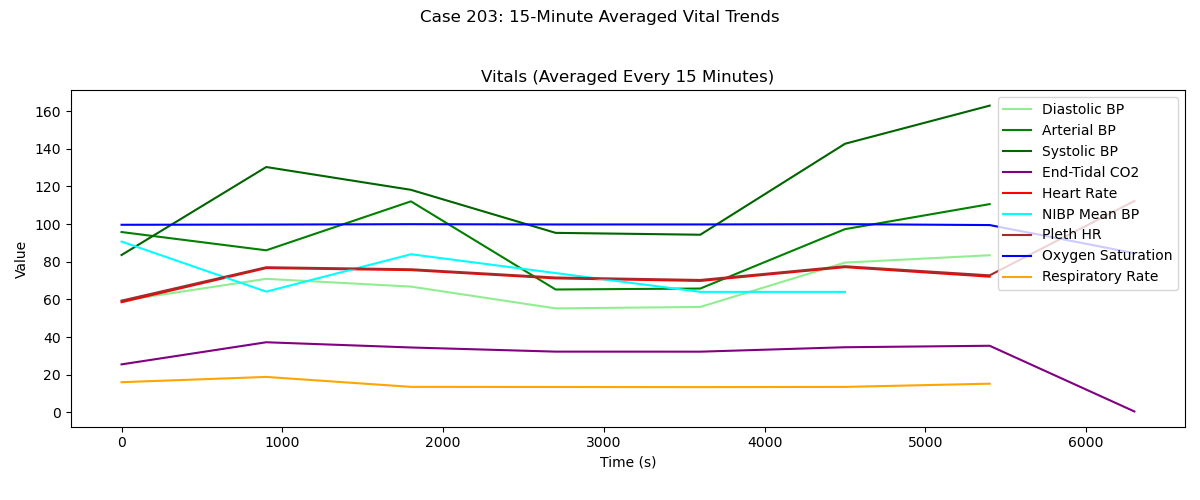 Case 203: 15-Minute Averaged Vital Trends
Vitals (Averaged Every 15 Minutes)
Value
160
140
120
100
80
60
40
20
0
Diastolic BP
Arterial BP
Systolic BP
End-Tidal CO2
Heart Rate
NIBP Mean BP
Pleth HR
Oxygen Saturation
Respiratory Rate
0 1000 2000 3000 4000 5000 6000
Time (s)